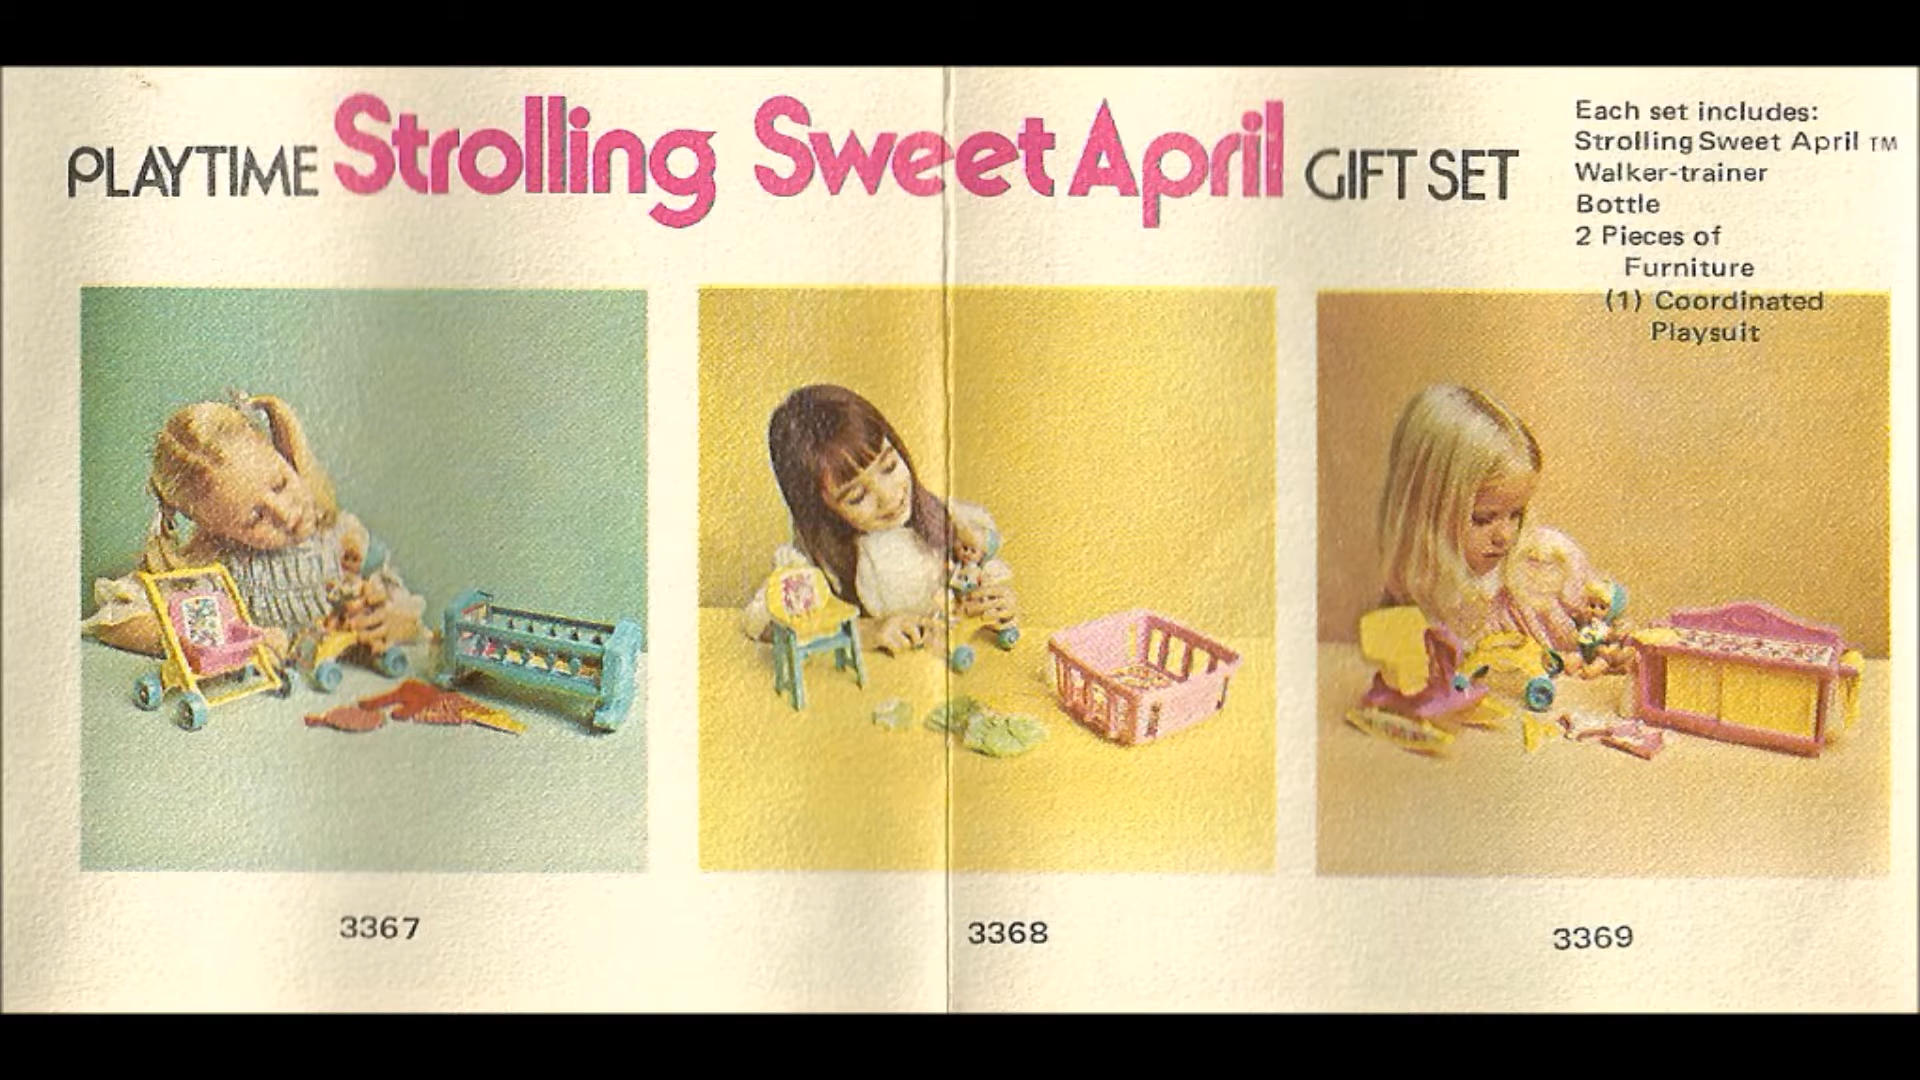 PLAYTIME Strolling Sweet April GIFT SET
Each set includes:
Strolling Sweet April TM
Walker-trainer
Bottle
2 Pieces of
Furniture
(1) Coordinated
Playsuit
3367
3368
3369